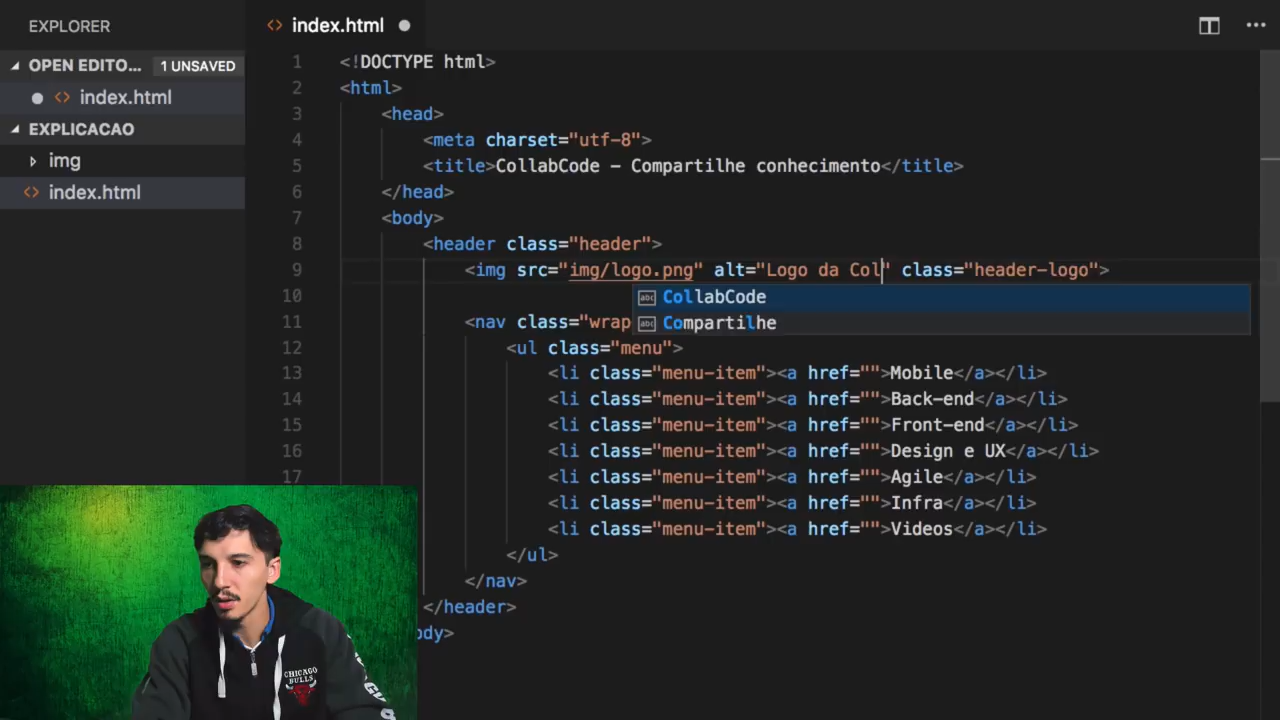 EXPLORER
OPEN EDITO... 1 UNSAVED
<> index.html
EXPLICACAO
img
<> index.html
<> index.html
1 <!DOCTYPE html>
2 <html>
3 <head>
4 <meta charset="utf-8">
5 <title>CollabCode - Compartilhe conhecimento</title>
6 </head>
7 <body>
8 <header class="header">
9 <img src="img/logo.png" alt="Logo da Col" class="header-logo">
10
abc CollabCode
abc Compartilhe
11 <nav class="wrap
12 <ul class="menu">
13 <li class="menu-item"><a href="">Mobile</a></li>
14 <li class="menu-item"><a href="">Back-end</a></li>
15 <li class="menu-item"><a href="">Front-end</a></li>
16 <li class="menu-item"><a href="">Design e UX</a></li>
17 <li class="menu-item"><a href="">Agile</a></li>
<li class="menu-item"><a href="">Infra</a></li>
<li class="menu-item"><a href="">Videos</a></li>
</ul>
</nav>
</header>
ody>
CHICAGO
BULLS